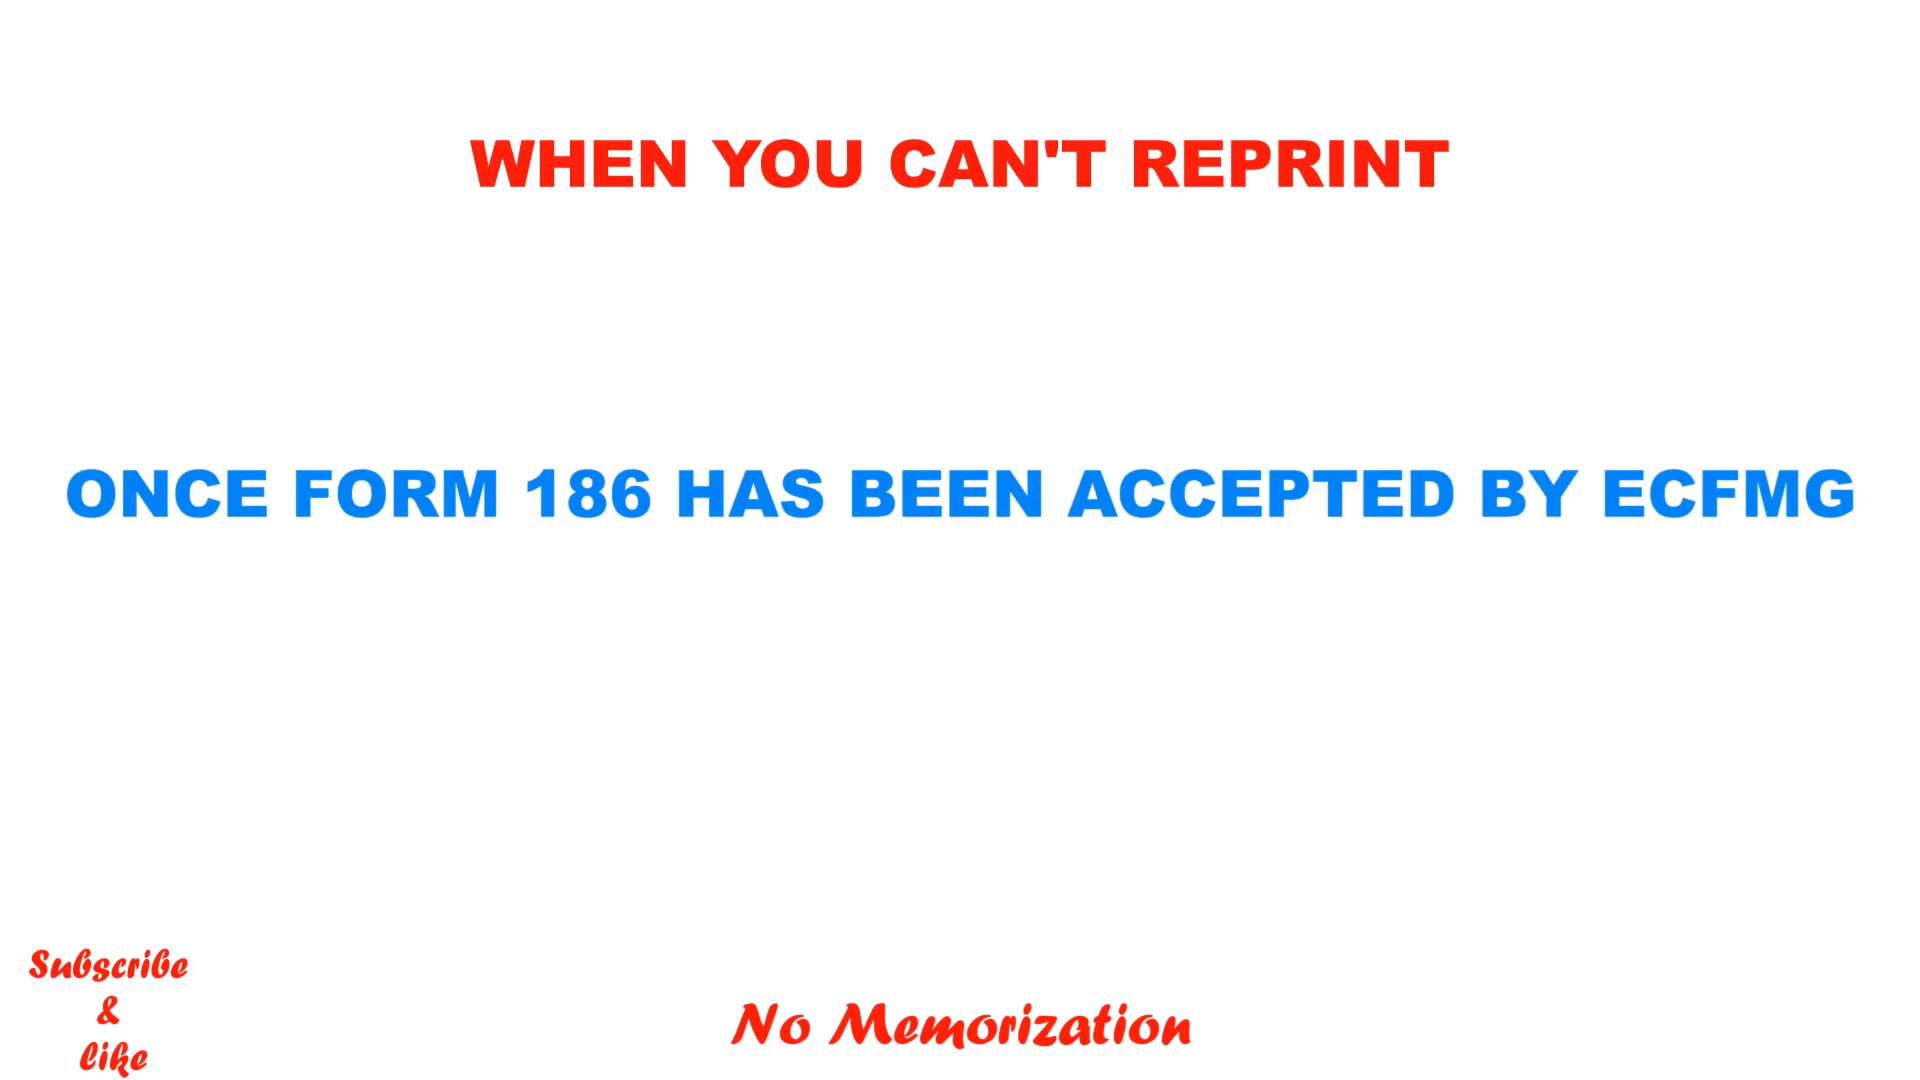 WHEN YOU CAN'T REPRINT
ONCE FORM 186 HAS BEEN ACCEPTED BY ECFMG
Subscribe
&
like
No Memorization